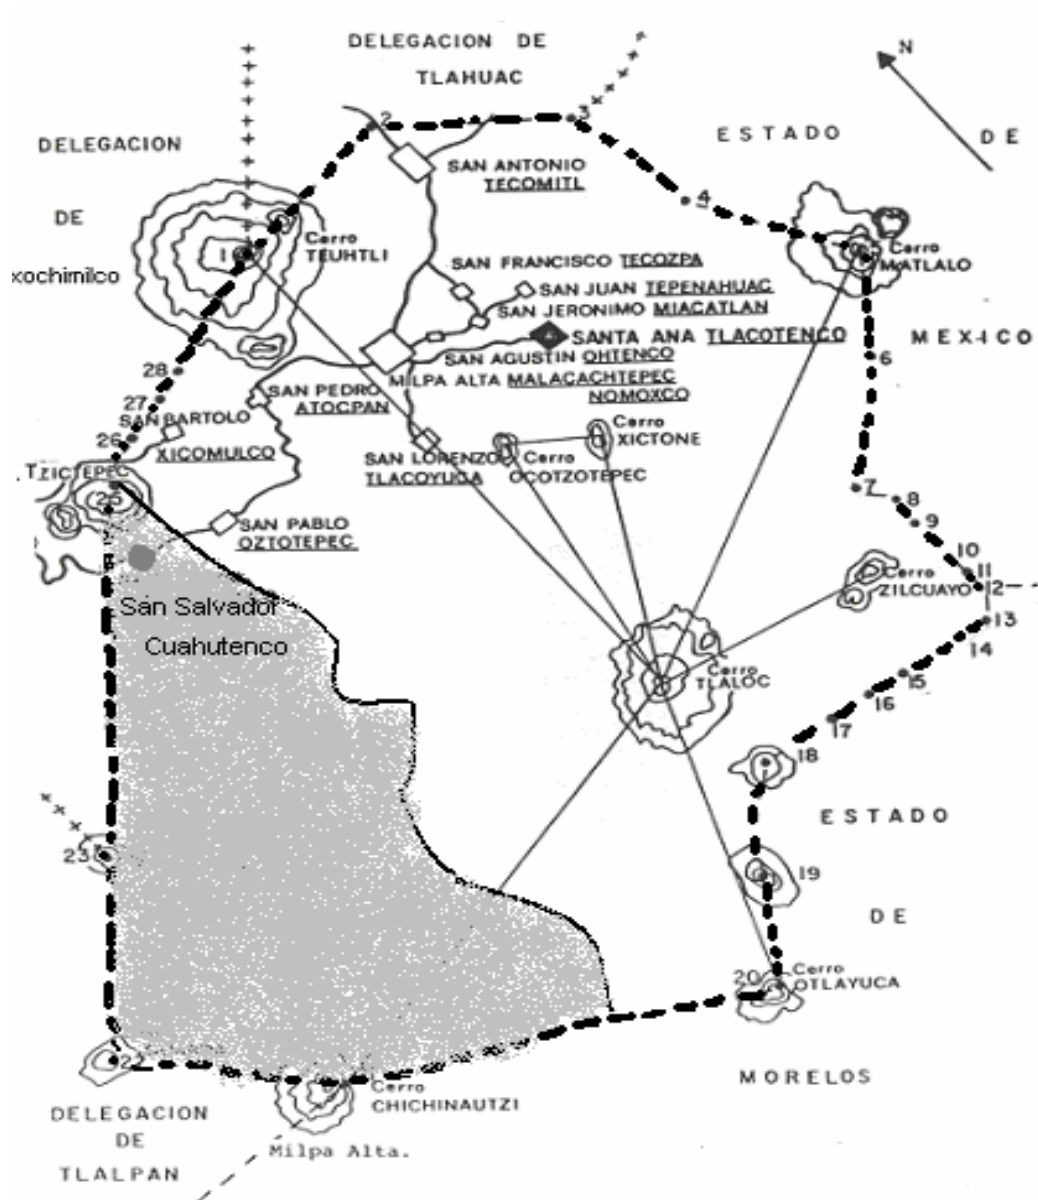 DELEGACION DE
TLAHUAC
N
DELEGACION
DE
xochimilco
ESTADO
DE
2
3
4
SAN ANTONIO
TECOMITL
1
Cerro
TEUHTLI
SAN FRANCISCO TECOZPA
SAN JUAN TEPENAHUAC
SAN JERONIMO MIACATLAN
SANTA ANA TLACOTENCO
SAN AGUSTIN OHTENCO
MILPA ALTA MALACACHTEPEC
NOMOXCO
Cerro
MATLALO
MEXICO
6
28
27
26
SAN PEDRO
ATOCPAN
SAN BARTOLO
XICOMULCO
TZICTEPEC
25
SAN LORENZO
TLACOYUCA
Cerro
OCOTZOTEPEC
Cerro
XICTONE
SAN PABLO
OZTOTEPEC
7
8
9
10
11
12
13
14
15
16
17
18
Cerro
ZILCUAYO
San Salvador
Cuahutenco
Cerro
TLALOC
ESTADO
DE
23
19
20
Cerro
OTLAYUCA
MORELOS
22
Cerro
CHICHINAUTZI
DELEGACION
DE
TLALPAN
Milpa Alta.